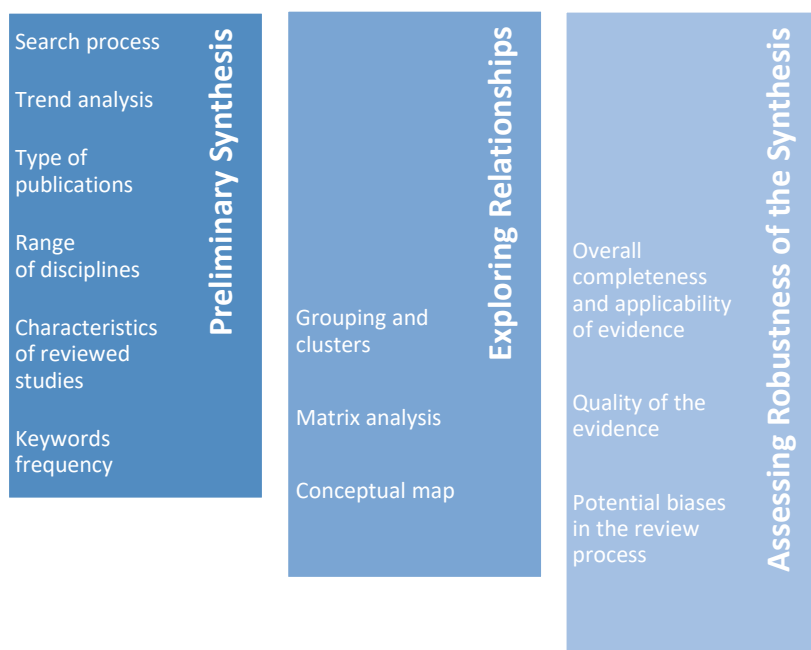 Preliminary Synthesis
Search process
Trend analysis
Type of
publications
Range
of disciplines
Characteristics
of reviewed
studies
Keywords
frequency
Exploring Relationships
Grouping and
clusters
Matrix analysis
Conceptual map
Assessing Robustness of the Synthesis
Overall
completeness
and applicability
of evidence
Quality of the
evidence
Potential biases
in the review
process